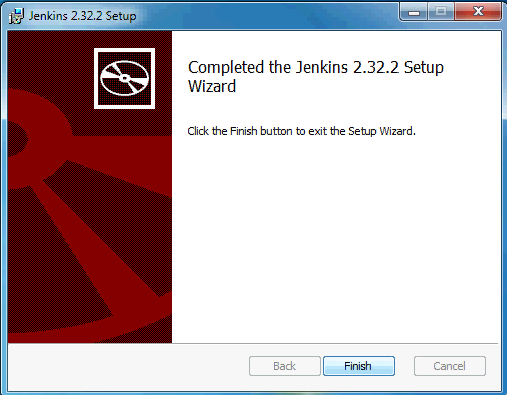 Jenkins 2.32.2 Setup
Completed the Jenkins 2.32.2 Setup
Wizard
Click the Finish button to exit the Setup Wizard.
Back
Finish
Cancel